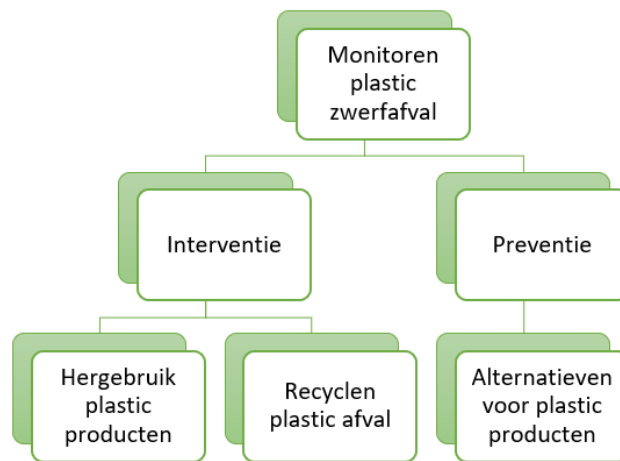 Monitoren
plastic
zwerfafval
Interventie
Preventie
Hergebruik
plastic
producten
Recyclen
plastic afval
Alternatieven
voor plastic
producten